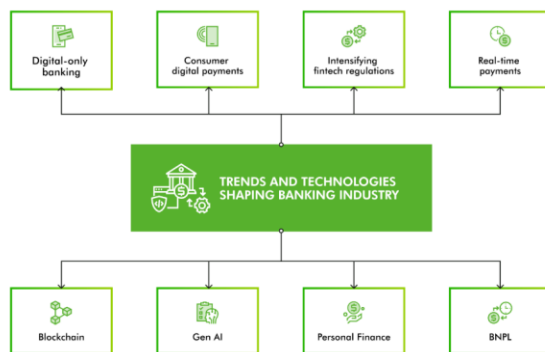 Digital-only
banking
Consumer
digital payments
Intensifying
fintech regulations
Real-time
payments
TRENDS AND TECHNOLOGIES
SHAPING BANKING INDUSTRY
Blockchain
Gen AI
Personal Finance
BNPL